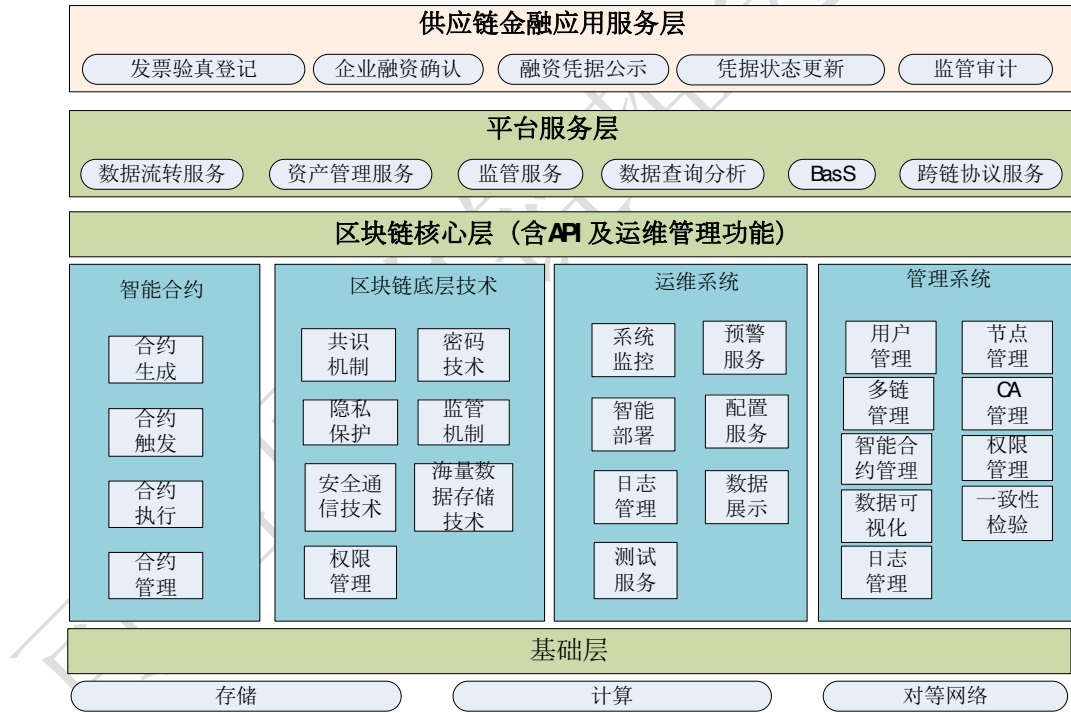 供应链金融应用服务层
发票验真登记
企业融资确认
融资凭据公示
凭据状态更新
监管审计
平台服务层
数据流转服务
资产管理服务
监管服务
数据查询分析
BasS
跨链协议服务
区块链核心层（含API及运维管理功能）
智能合约
合约
生成
合约
触发
合约
执行
合约
管理
区块链底层技术
共识
机制
密码
技术
隐私
保护
监管
机制
安全通
信技术
海量数
据存储
技术
权限
管理
运维系统
系统
监控
预警
服务
智能
部署
配置
服务
日志
管理
数据
展示
测试
服务
管理系统
用户
管理
节点
管理
多链
管理
CA
管理
智能合
约管理
权限
管理
数据可
视化
一致性
检验
日志
管理
基础层
存储
计算
对等网络